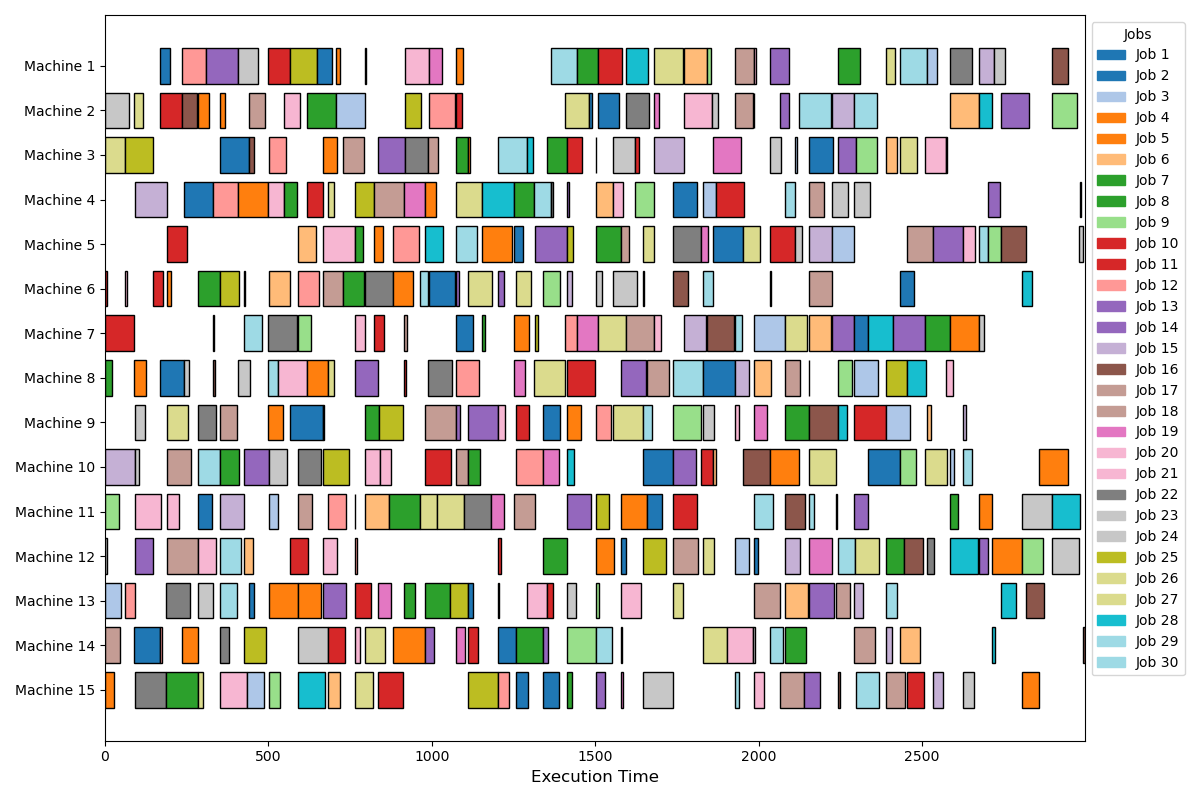 Machine 1
Machine 2
Machine 3
Machine 4
Machine 5
Machine 6
Machine 7
Machine 8
Machine 9
Machine 10
Machine 11
Machine 12
Machine 13
Machine 14
Machine 15
0 500 1000 1500 2000 2500
Execution Time
Jobs
Job 1
Job 2
Job 3
Job 4
Job 5
Job 6
Job 7
Job 8
Job 9
Job 10
Job 11
Job 12
Job 13
Job 14
Job 15
Job 16
Job 17
Job 18
Job 19
Job 20
Job 21
Job 22
Job 23
Job 24
Job 25
Job 26
Job 27
Job 28
Job 29
Job 30